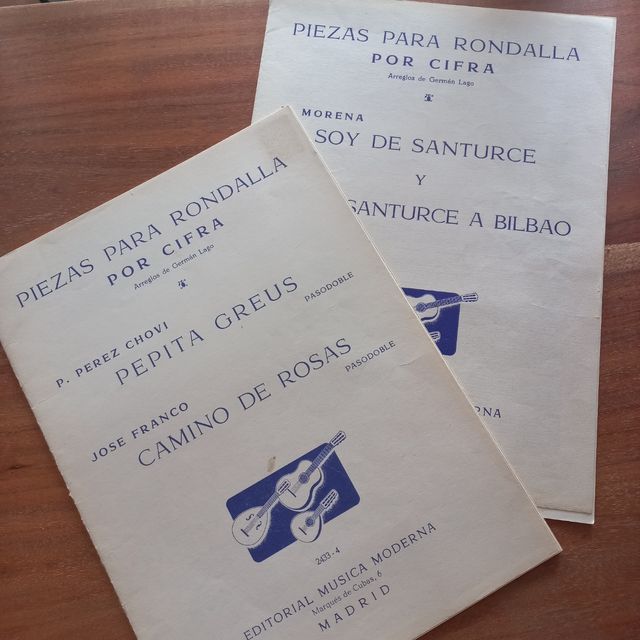 PIEZAS PARA RONDALLA
POR CIFRA
Arreglos de Germán Lago
MORENA
SOY DE SANTURCE
Y
SANTURCE A BILBAO
PIEZAS PARA RONDALLA
POR CIFRA
Arreglos de Germán Lago
P. PEREZ CHOVI
PEPITA GREUS
PASODOBLE
JOSE FRANCO
CAMINO DE ROSAS
PASODOBLE
2433-4
EDITORIAL MUSICA MODERNA
Marqués de Cubas, 6
MADRID